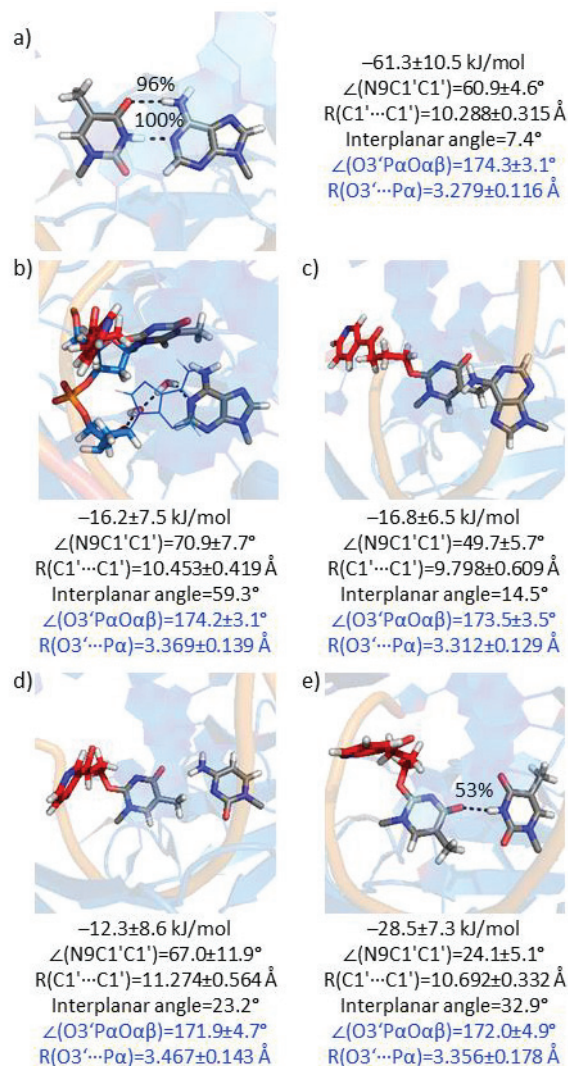 a)
96%
100%
−61.3±10.5 kJ/mol
∠(N9C1'C1')=60.9±4.6°
R(C1'···C1')=10.288±0.315 Å
Interplanar angle=7.4°
∠(O3‘PαOαβ)=174.3±3.1°
R(O3‘···Pα)=3.279±0.116 Å
b)
−16.2±7.5 kJ/mol
∠(N9C1'C1')=70.9±7.7°
R(C1'···C1')=10.453±0.419 Å
Interplanar angle=59.3°
∠(O3‘PαOαβ)=174.2±3.1°
R(O3‘···Pα)=3.369±0.139 Å
c)
−16.8±6.5 kJ/mol
∠(N9C1'C1')=49.7±5.7°
R(C1'···C1')=9.798±0.609 Å
Interplanar angle=14.5°
∠(O3‘PαOαβ)=173.5±3.5°
R(O3‘···Pα)=3.312±0.129 Å
d)
−12.3±8.6 kJ/mol
∠(N9C1'C1')=67.0±11.9°
R(C1'···C1')=11.274±0.564 Å
Interplanar angle=23.2°
∠(O3‘PαOαβ)=171.9±4.7°
R(O3‘···Pα)=3.467±0.143 Å
e)
53%
−28.5±7.3 kJ/mol
∠(N9C1'C1')=24.1±5.1°
R(C1'···C1')=10.692±0.332 Å
Interplanar angle=32.9°
∠(O3‘PαOαβ)=172.0±4.9°
R(O3‘···Pα)=3.356±0.178 Å